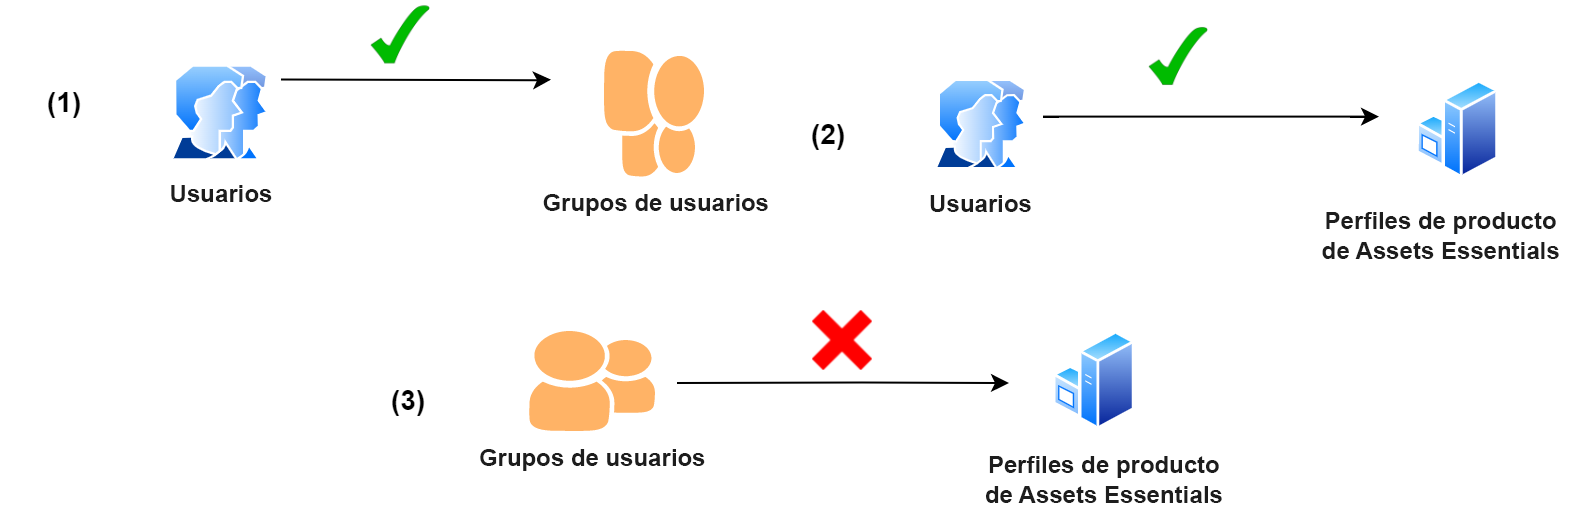 (1)
Usuarios
Grupos de usuarios
(2)
Usuarios
Perfiles de producto
de Assets Essentials
(3)
Grupos de usuarios
Perfiles de producto
de Assets Essentials